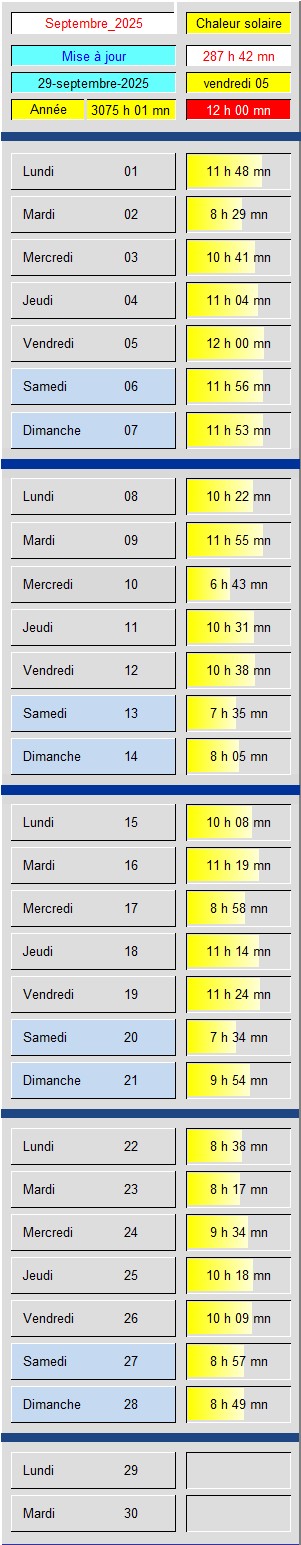 Septembre_2025 Chaleur solaire
Mise à jour 287 h 42 mn
29-septembre-2025 vendredi 05
Année 3075 h 01 mn 12 h 00 mn
Lundi 01 11 h 48 mn
Mardi 02 8 h 29 mn
Mercredi 03 10 h 41 mn
Jeudi 04 11 h 04 mn
Vendredi 05 12 h 00 mn
Samedi 06 11 h 56 mn
Dimanche 07 11 h 53 mn
Lundi 08 10 h 22 mn
Mardi 09 11 h 55 mn
Mercredi 10 6 h 43 mn
Jeudi 11 10 h 31 mn
Vendredi 12 10 h 38 mn
Samedi 13 7 h 35 mn
Dimanche 14 8 h 05 mn
Lundi 15 10 h 08 mn
Mardi 16 11 h 19 mn
Mercredi 17 8 h 58 mn
Jeudi 18 11 h 14 mn
Vendredi 19 11 h 24 mn
Samedi 20 7 h 34 mn
Dimanche 21 9 h 54 mn
Lundi 22 8 h 38 mn
Mardi 23 8 h 17 mn
Mercredi 24 9 h 34 mn
Jeudi 25 10 h 18 mn
Vendredi 26 10 h 09 mn
Samedi 27 8 h 57 mn
Dimanche 28 8 h 49 mn
Lundi 29
Mardi 30